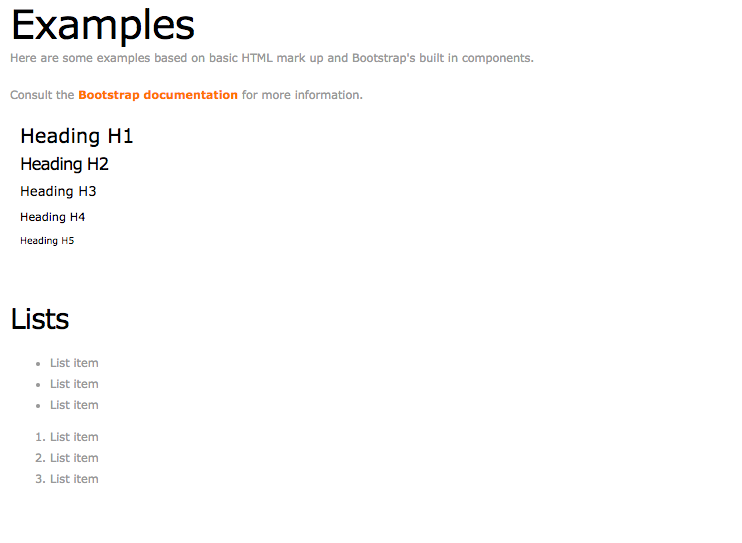 Examples
Here are some examples based on basic HTML mark up and Bootstrap's built in components.
Consult the Bootstrap documentation for more information.
Heading H1
Heading H2
Heading H3
Heading H4
Heading H5
Lists
• List item
• List item
• List item
1. List item
2. List item
3. List item